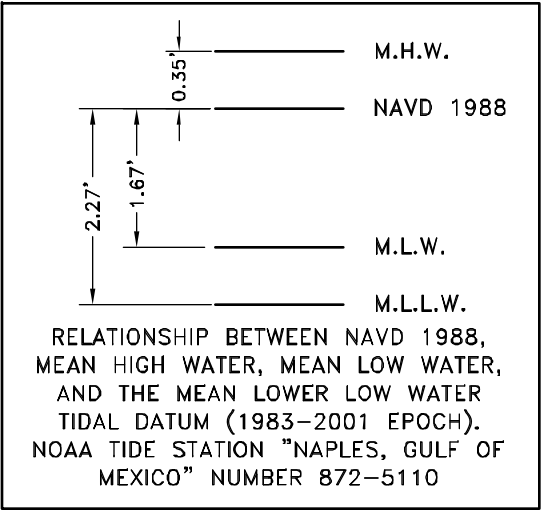 0.35'
M.H.W.
NAVD 1988
2.27'
1.67'
M.L.W.
M.L.L.W.
RELATIONSHIP BETWEEN NAVD 1988,
MEAN HIGH WATER, MEAN LOW WATER,
AND THE MEAN LOWER LOW WATER
TIDAL DATUM (1983–2001 EPOCH).
NOAA TIDE STATION "NAPLES, GULF OF
MEXICO" NUMBER 872–5110